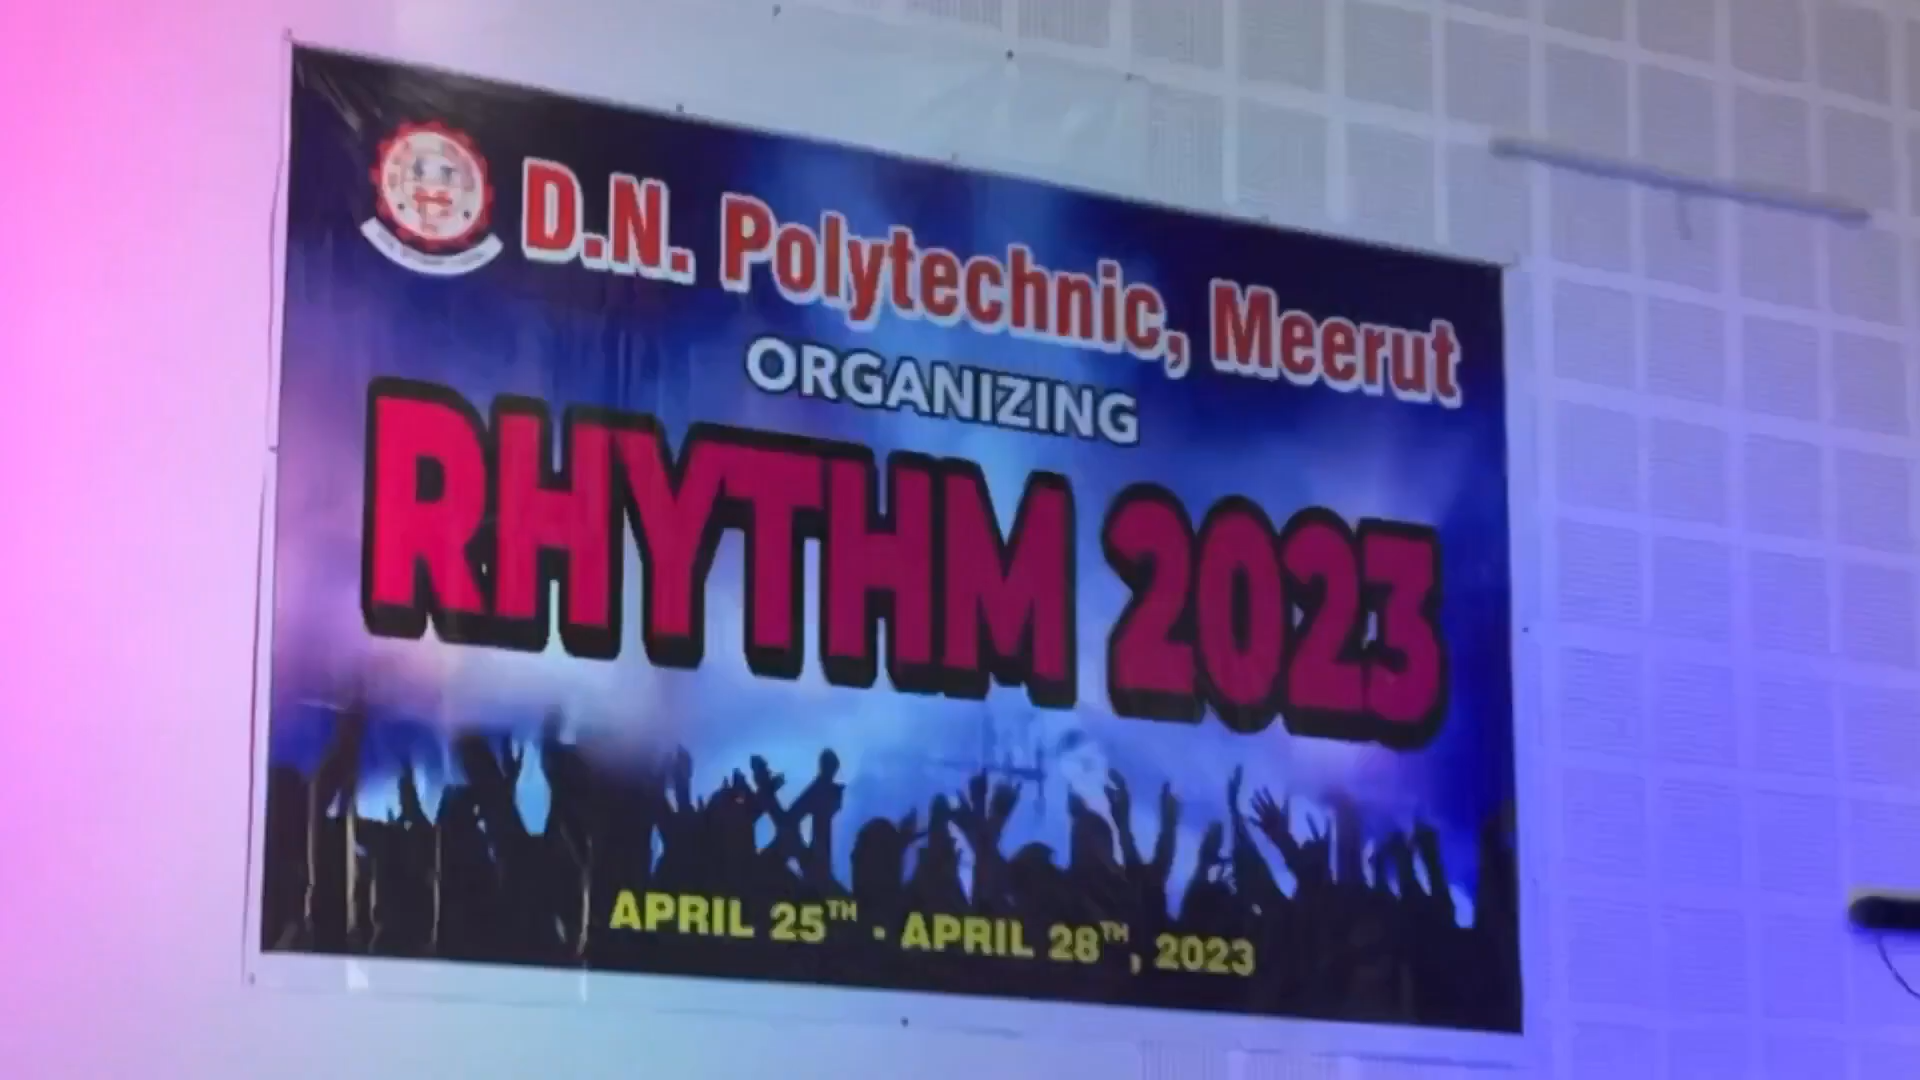 D.N. Polytechnic, Meerut
ORGANIZING
RHYTHM 2023
APRIL 25TH - APRIL 28TH, 2023